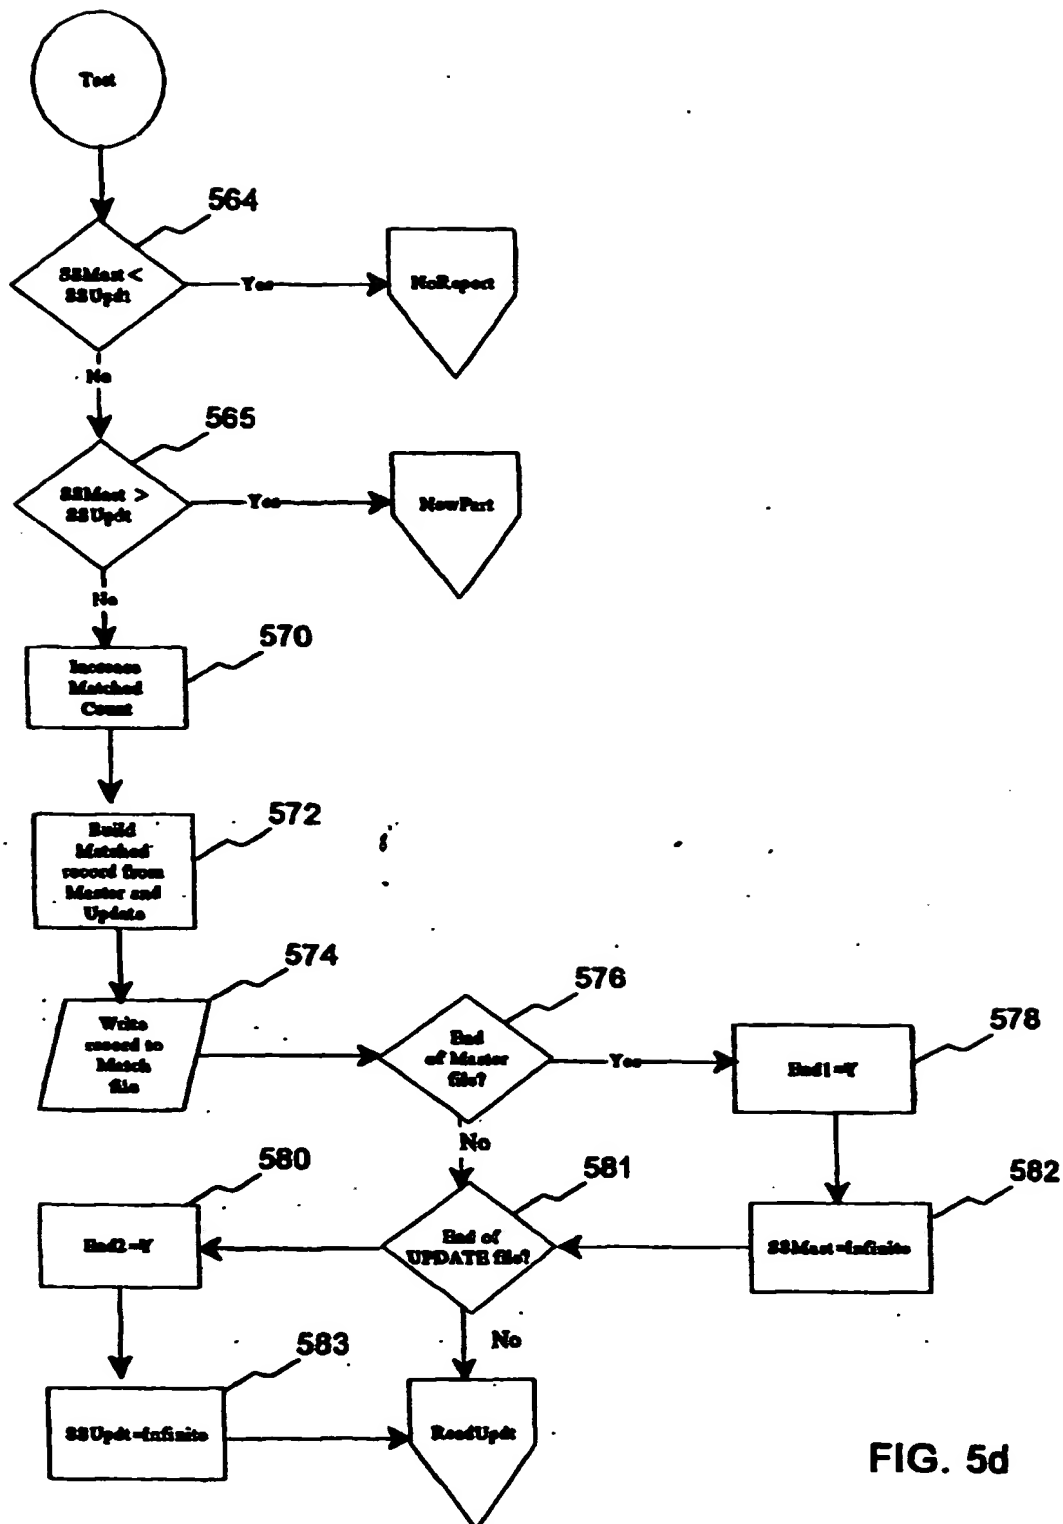 Test
564
SSMast <
SSUpdt
Yes
NoReport
No
565
SSMast >
SSUpdt
Yes
NewPart
No
570
Increase
Matched
Count
572
Build
Matched
record from
Master and
Update
574
Write
record to
Match
file
576
End
of Master
file?
Yes
578
End1=Y
No
580
End2=Y
581
End of
UPDATE file?
582
SSMast=Infinite
No
583
SSUpdt=Infinite
ReadUpdt
FIG. 5d